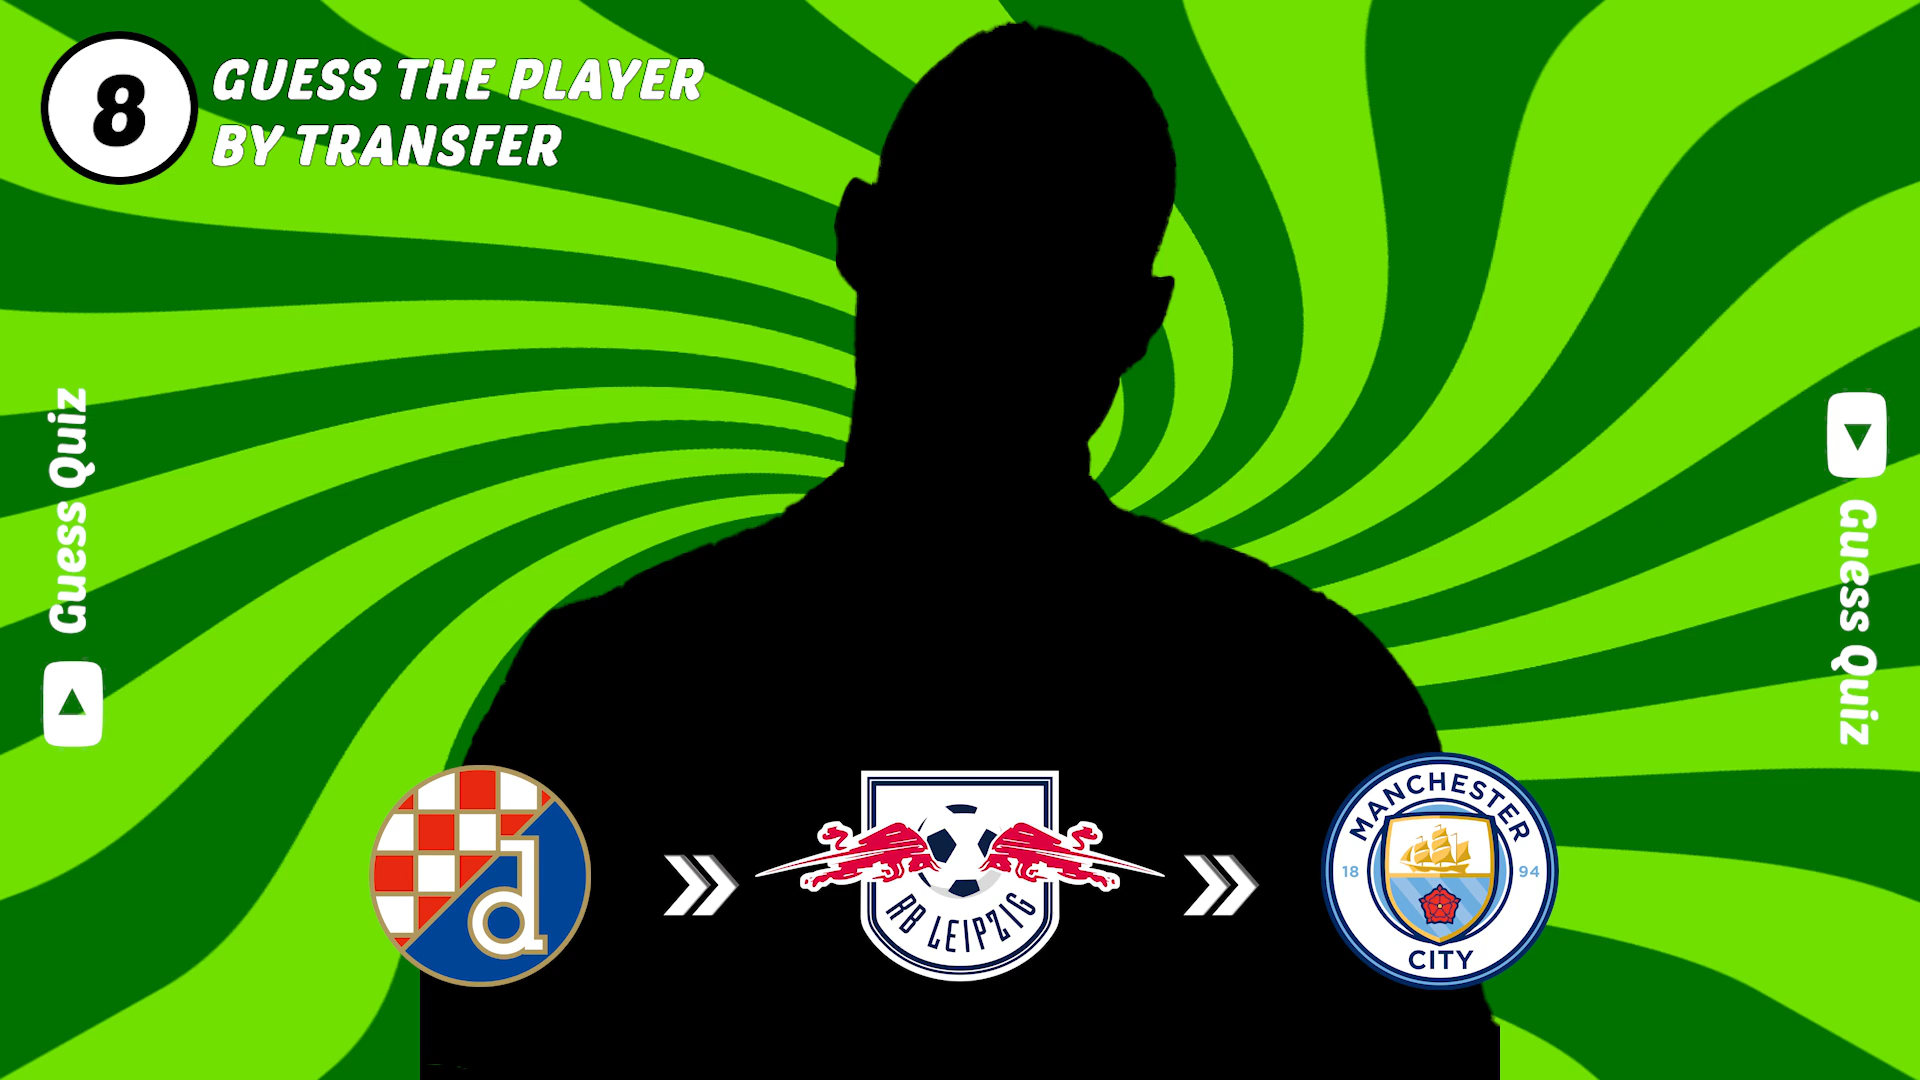 8
GUESS THE PLAYER
BY TRANSFER
Guess Quiz
Guess Quiz
d
RB LEIPZIG
MANCHESTER
18 94
CITY